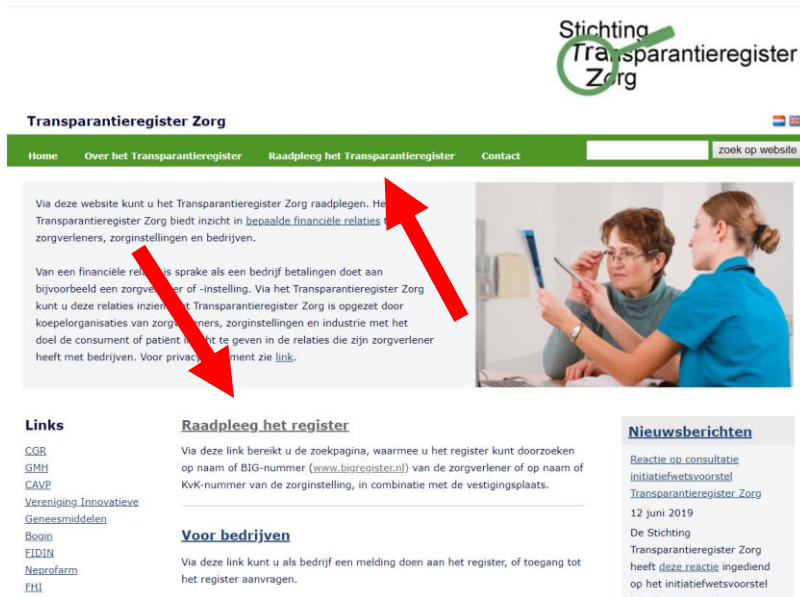 Stichting
Transparantieregister
Zorg
Transparantieregister Zorg
Home Over het Transparantieregister Raadpleeg het Transparantieregister Contact zoek op website
Via deze website kunt u het Transparantieregister Zorg raadplegen.
Transparantieregister Zorg biedt inzicht in bepaalde financiële relaties
zorgverleners, zorginstellingen en bedrijven.
Van een financiële is sprake als een bedrijf betalingen doet aan
bijvoorbeeld een of -instelling. Via het Transparantieregister Zorg
kunt u deze relaties Transparantieregister Zorg is opgezet door
koepelorganisaties van zorginstellingen en industrie met het
doel de consument of patiënt te geven in de relaties die zijn zorgverlener
heeft met bedrijven. Voor zie link.
Links
CGR
GMH
CAVP
Vereniging Innovatieve
Geneesmiddelen
Bogin
FIDIN
Neprofarm
FHI
Raadpleeg het register
Via deze link bereikt u de zoekpagina, waarmee u het register kunt doorzoeken
op naam of BIG-nummer (www.bigregister.nl) van de zorgverlener of op naam of
KvK-nummer van de zorginstelling, in combinatie met de vestigingsplaats.
Voor bedrijven
Via deze link kunt u als bedrijf een melding doen aan het register, of toegang tot
het register aanvragen.
Nieuwsberichten
Reactie op consultatie
initiatiefwetsvoorstel
Transparantieregister Zorg
12 juni 2019
De Stichting
Transparantieregister Zorg
heeft deze reactie ingediend
op het initiatiefwetsvoorstel